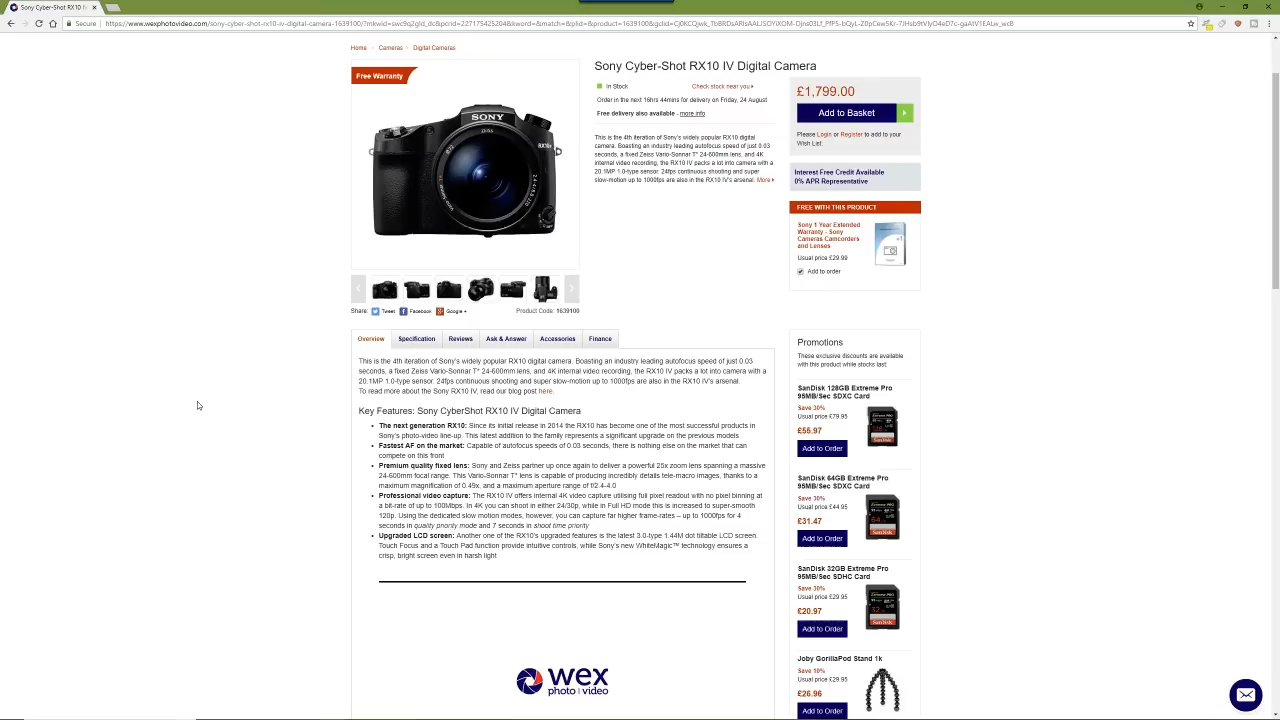 Sony Cyber-Shot RX10 IV D
Secure
https://www.wexphotovideo.com/sony-cyber-shot-rx10-iv-digital-camera-1639100/
Home
Cameras
Digital Cameras
Free Warranty
SONY
Sony Cyber-Shot RX10 IV Digital Camera
In Stock
Check stock near you
Order in the next 16hrs 44mins for delivery on Friday, 24 August
Free delivery also available - more info
This is the 4th iteration of Sony's widely popular RX10 digital
camera. Boasting an industry leading autofocus speed of just 0.03
seconds, a fixed Zeiss Vario-Sonnar T* 24-600mm lens, and 4K
internal video recording, the RX10 IV packs a lot into camera with a
20.1MP 1.0-type sensor. 24fps continuous shooting and super
slow-motion up to 1000fps are also in the RX10 IV's arsenal. More
£1,799.00
Add to Basket
Please Login or Register to add to your
Wish List.
Interest Free Credit Available
0% APR Representative
FREE WITH THIS PRODUCT
Sony 1 Year Extended
Warranty - Sony
Cameras Camcorders
and Lenses
Usual price £29.99
Add to order
Share:
Tweet
Facebook
Google +
Product Code: 1639100
Overview
Specification
Reviews
Ask & Answer
Accessories
Finance
This is the 4th iteration of Sony's widely popular RX10 digital camera. Boasting an industry leading autofocus speed of just 0.03
seconds, a fixed Zeiss Vario-Sonnar T* 24-600mm lens, and 4K internal video recording, the RX10 IV packs a lot into camera with a
20.1MP 1.0-type sensor. 24fps continuous shooting and super slow-motion up to 1000fps are also in the RX10 IV's arsenal.
To read more about the Sony RX10 IV, read our blog post here.
Key Features: Sony CyberShot RX10 IV Digital Camera
The next generation RX10: Since its initial release in 2014 the RX10 has become one of the most successful products in
Sony's photo-video line-up. This latest addition to the family represents a significant upgrade on the previous models
Fastest AF on the market: Capable of autofocus speeds of 0.03 seconds, there is nothing else on the market that can
compete on this front
Premium quality fixed lens: Sony and Zeiss partner up once again to deliver a powerful 25x zoom lens spanning a massive
24-600mm focal range. This Vario-Sonnar T* lens is capable of producing incredibly details tele-macro images, thanks to a
maximum magnification of 0.49x, and a maximum aperture range of f/2.4-4.0
Professional video capture: The RX10 IV offers internal 4K video capture utilising full pixel readout with no pixel binning at
a bit-rate of up to 100Mbps. In 4K you can shoot in either 24/30p, while in Full HD mode this is increased to super-smooth
120p. Using the dedicated slow motion modes, however, you can capture far higher frame-rates – up to 1000fps for 4
seconds in quality priority mode and 7 seconds in shoot time priority
Upgraded LCD screen: Another one of the RX10's upgraded features is the latest 3.0-type 1.44M dot tiltable LCD screen.
Touch Focus and a Touch Pad function provide intuitive controls, while Sony's new WhiteMagic™ technology ensures a
crisp, bright screen even in harsh light
wex
photo | video
Promotions
These exclusive discounts are available
with this product while stocks last:
SanDisk 128GB Extreme Pro
95MB/Sec SDXC Card
Save 30%
Usual price £79.95
£55.97
Add to Order
SanDisk 64GB Extreme Pro
95MB/Sec SDXC Card
Save 30%
Usual price £44.95
£31.47
Add to Order
SanDisk 32GB Extreme Pro
95MB/Sec SDHC Card
Save 30%
Usual price £29.95
£20.97
Add to Order
Joby GorillaPod Stand 1k
Save 10%
Usual price £29.95
£26.96
Add to Order